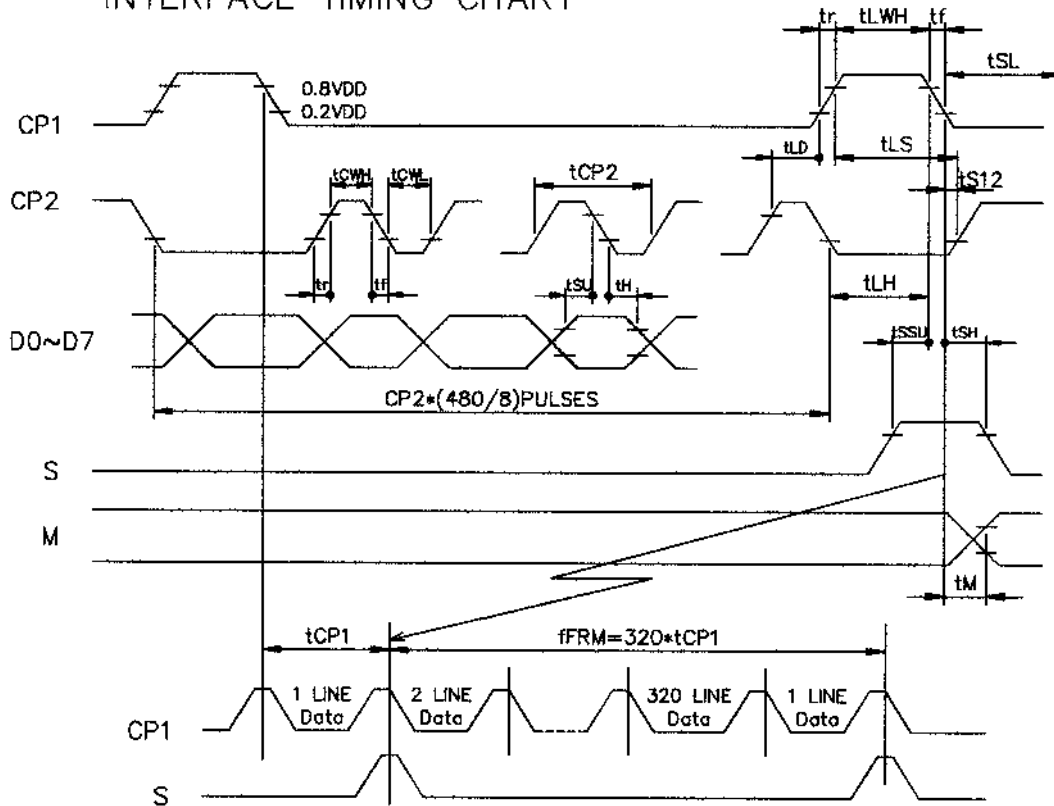 INTERFACE TIMING CHART
tr tLWH tf
tSL
0.8VDD
0.2VDD
CP1
tLD tLS
tS12
tCWH tCWL tCP2
CP2
tr tf tSU tH
tLH
tSSU tSH
D0~D7
CP2*(480/8)PULSES
S
M
tM
tCP1 fFRM=320*tCP1
1 LINE Data
2 LINE Data
320 LINE Data
1 LINE Data
CP1
S